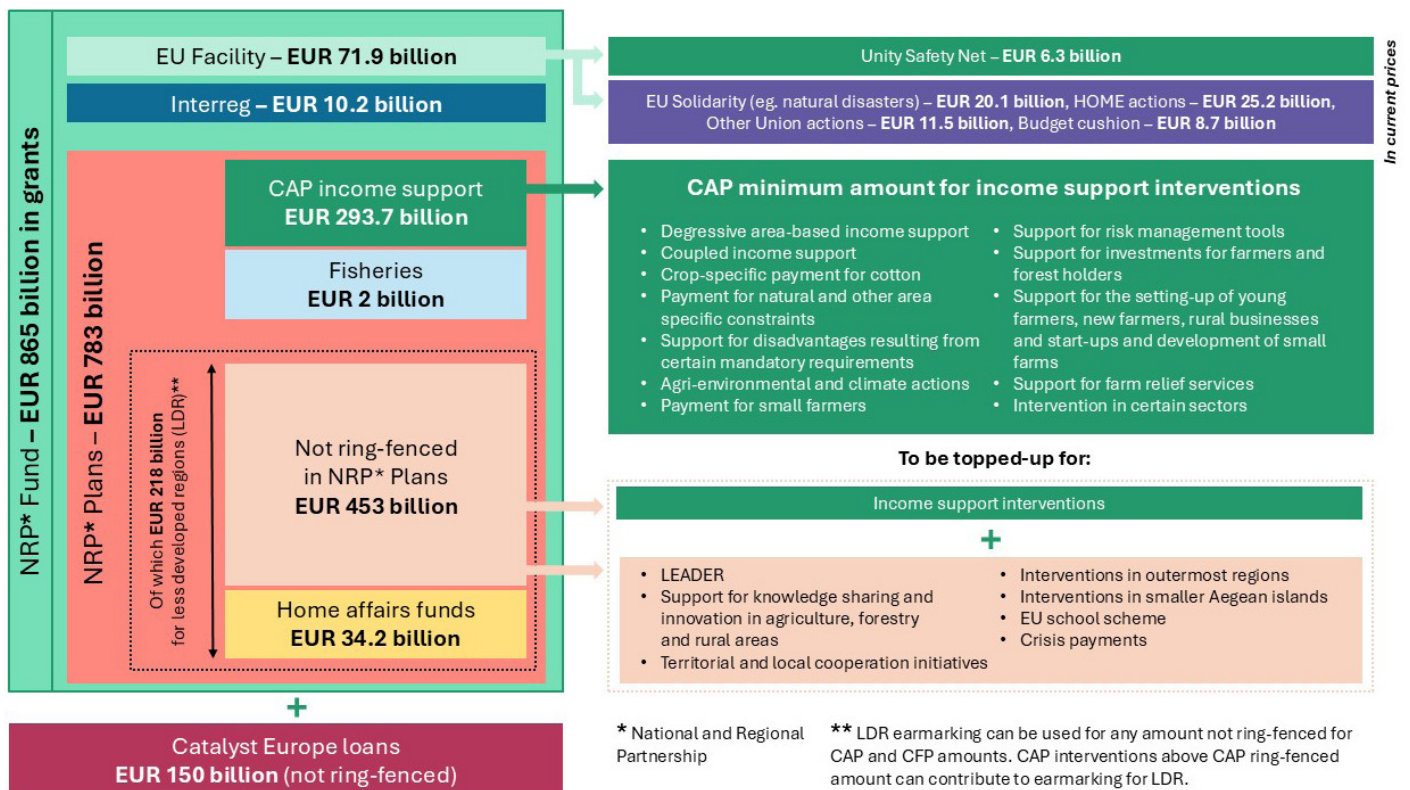 NRP* Fund – EUR 865 billion in grants
EU Facility – EUR 71.9 billion
Interreg – EUR 10.2 billion
NRP* Plans – EUR 783 billion
CAP income support
EUR 293.7 billion
Fisheries
EUR 2 billion
Of which EUR 218 billion
for less developed regions (LDR)**
Not ring-fenced
in NRP* Plans
EUR 453 billion
Home affairs funds
EUR 34.2 billion
+
Catalyst Europe loans
EUR 150 billion (not ring-fenced)
Unity Safety Net – EUR 6.3 billion
EU Solidarity (eg. natural disasters) – EUR 20.1 billion, HOME actions – EUR 25.2 billion,
Other Union actions – EUR 11.5 billion, Budget cushion – EUR 8.7 billion
In current prices
CAP minimum amount for income support interventions
• Degressive area-based income support
• Coupled income support
• Crop-specific payment for cotton
• Payment for natural and other area
specific constraints
• Support for disadvantages resulting from
certain mandatory requirements
• Agri-environmental and climate actions
• Payment for small farmers
• Support for risk management tools
• Support for investments for farmers and
forest holders
• Support for the setting-up of young
farmers, new farmers, rural businesses
and start-ups and development of small
farms
• Support for farm relief services
• Intervention in certain sectors
To be topped-up for:
Income support interventions
+
• LEADER
• Support for knowledge sharing and
innovation in agriculture, forestry
and rural areas
• Territorial and local cooperation initiatives
• Interventions in outermost regions
• Interventions in smaller Aegean islands
• EU school scheme
• Crisis payments
* National and Regional
Partnership
** LDR earmarking can be used for any amount not ring-fenced for
CAP and CFP amounts. CAP interventions above CAP ring-fenced
amount can contribute to earmarking for LDR.